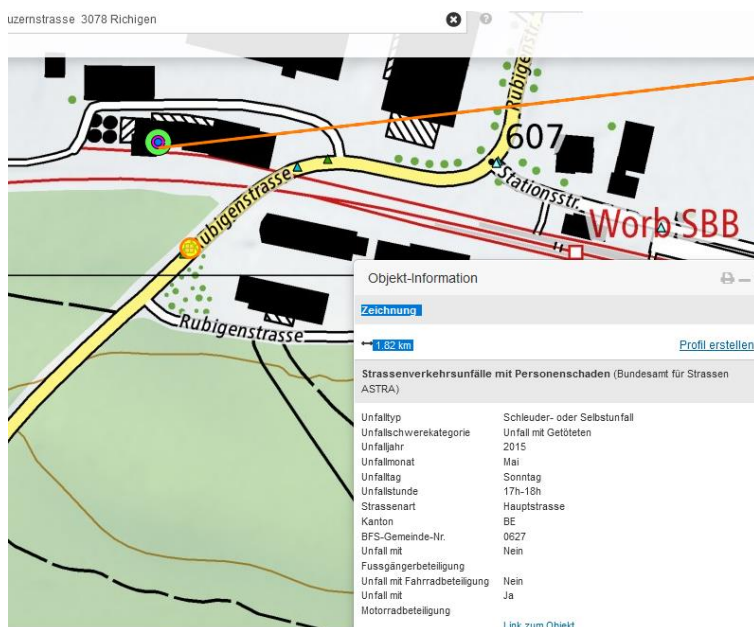 uzernstrasse 3078 Richigen
Rubigenstr.
607
Stationsstr.
Rubigenstrasse
Worb SBB
Rubigenstrasse
Objekt-Information
Zeichnung
1.82 km
Profil erstellen
Strassenverkehrsunfälle mit Personenschaden (Bundesamt für Strassen
ASTRA)
Unfalltyp Schleuder- oder Selbstunfall
Unfallschwerekategorie Unfall mit Getöteten
Unfalljahr 2015
Unfallmonat Mai
Unfalltag Sonntag
Unfallstunde 17h-18h
Strassenart Hauptstrasse
Kanton BE
BFS-Gemeinde-Nr. 0627
Unfall mit Nein
Fussgängerbeteiligung
Unfall mit Fahrradbeteiligung Nein
Unfall mit Ja
Motorradbeteiligung
Link zum Objekt